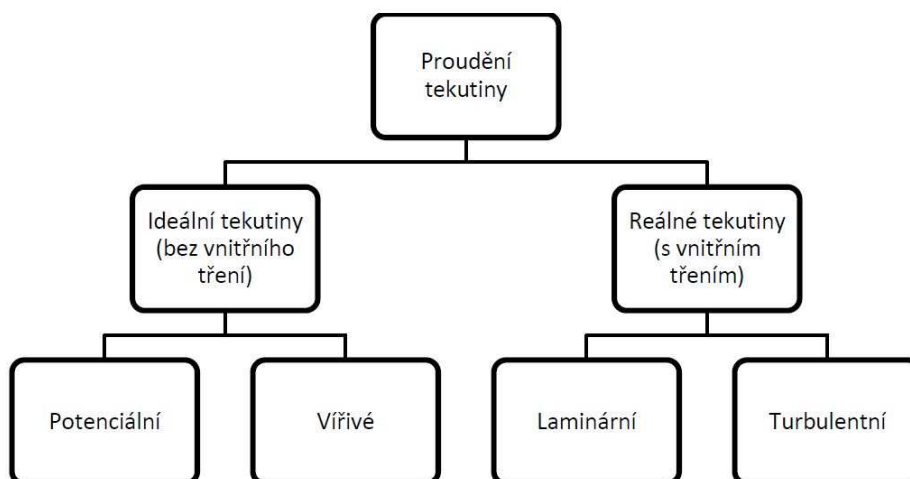 Proudění
tekutiny
Ideální tekutiny
(bez vnitřního
tření)
Reálné tekutiny
(s vnitřním
třením)
Potenciální
Vířivé
Laminární
Turbulentní